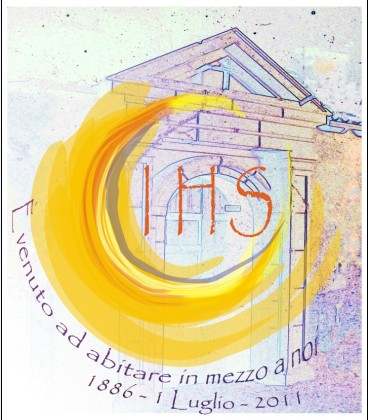 IHS
È venuto ad abitare in mezzo a noi
1886 - 1 Luglio - 2011